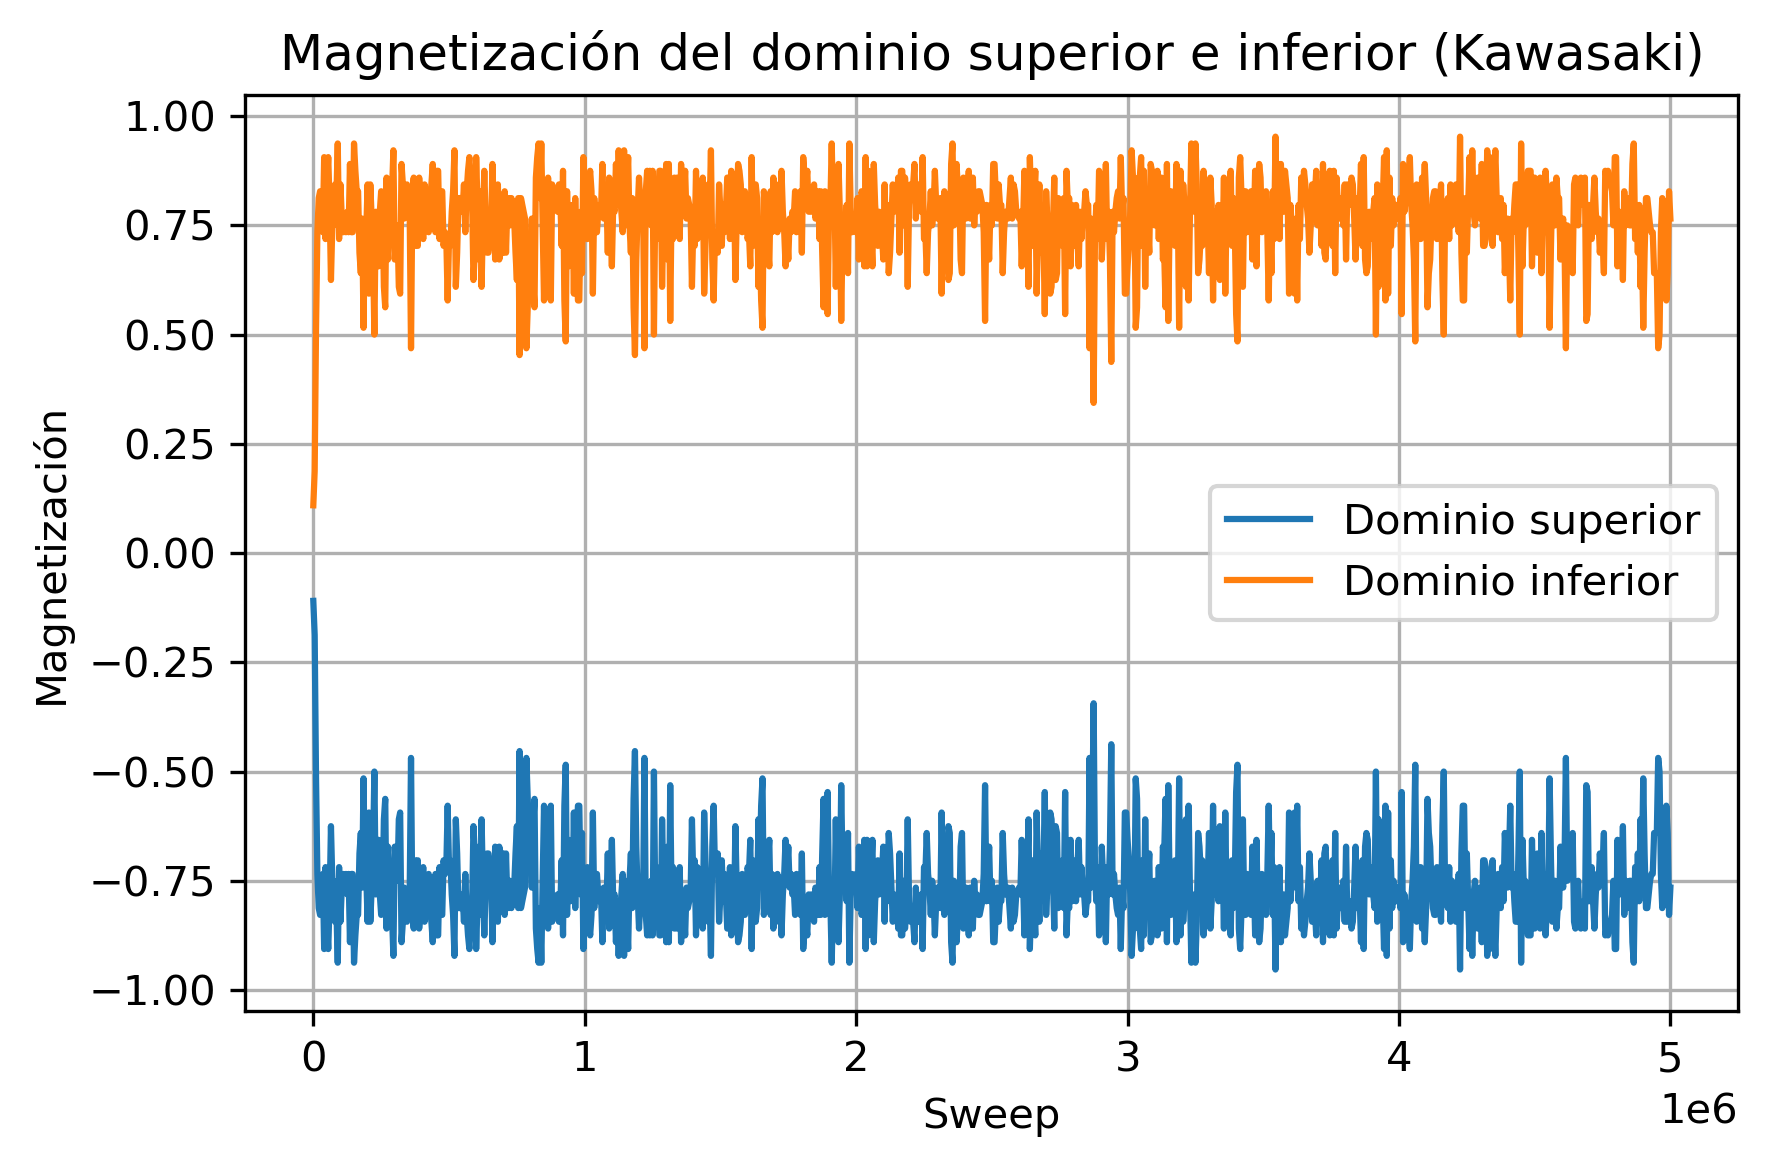 Magnetización del dominio superior e inferior (Kawasaki)
Magnetización
1.00
0.75
0.50
0.25
0.00
−0.25
−0.50
−0.75
−1.00
Dominio superior
Dominio inferior
0 1 2 3 4 5
1e6
Sweep